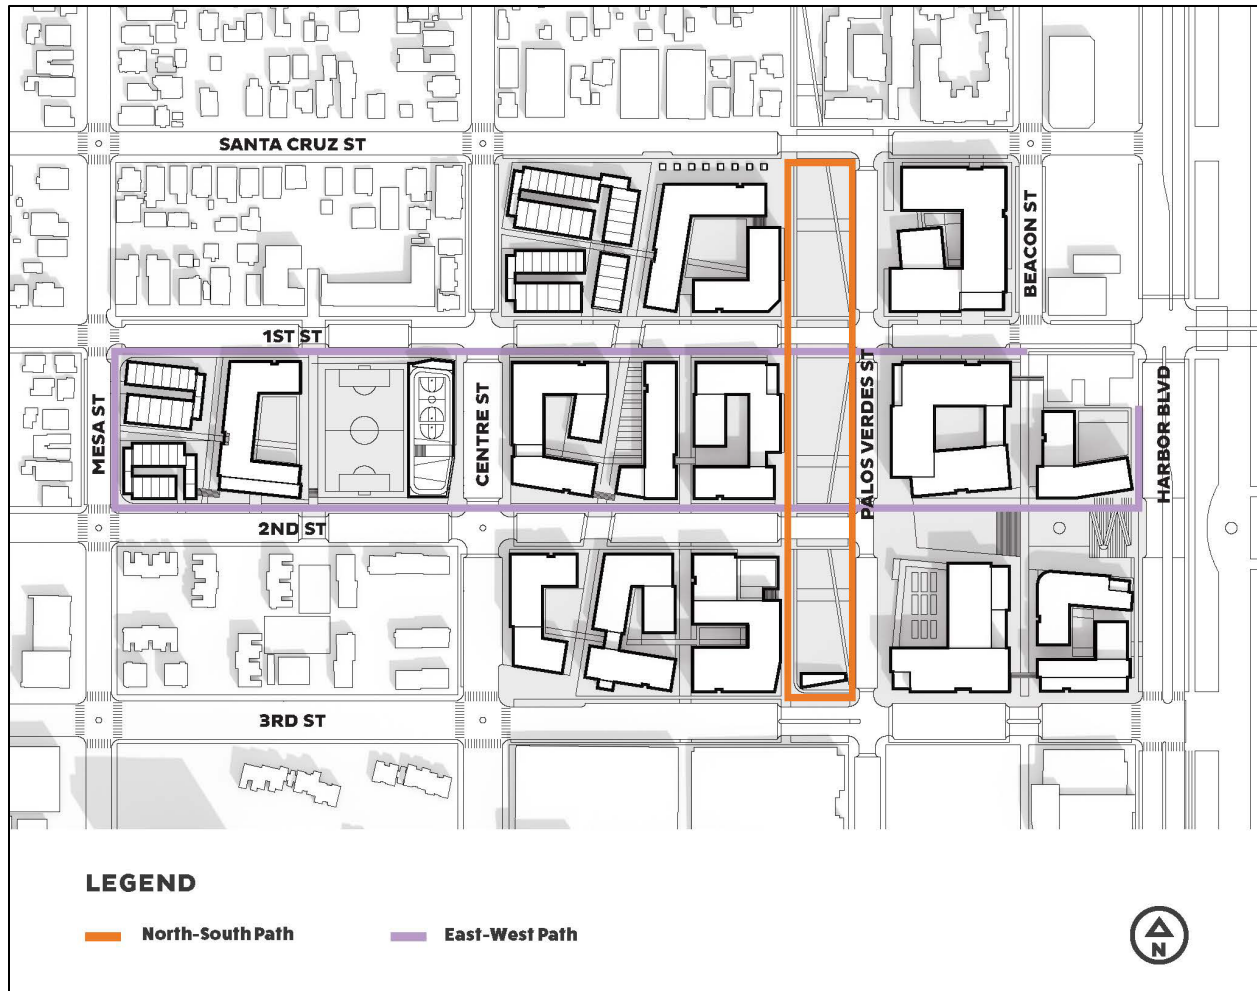 SANTA CRUZ ST
BEACON ST
1ST ST
MESA ST
CENTRE ST
PALOS VERDES ST
HARBOR BLVD
2ND ST
3RD ST
LEGEND
North-South Path
East-West Path
N